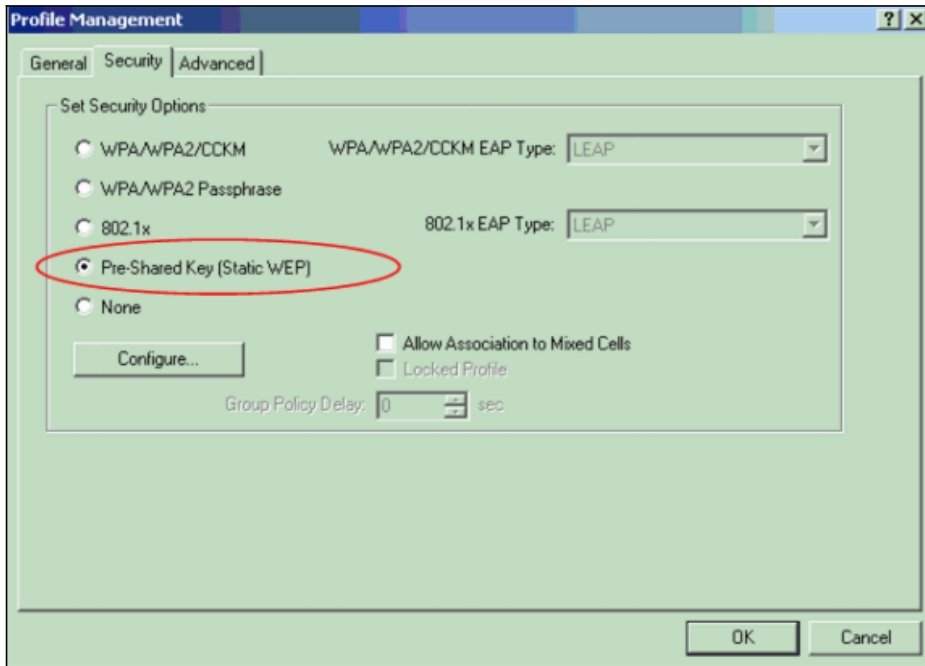 Profile Management
General Security Advanced
Set Security Options
WPA/WPA2/CCKM WPA/WPA2/CCKM EAP Type: LEAP
WPA/WPA2 Passphrase
802.1x 802.1x EAP Type: LEAP
Pre-Shared Key (Static WEP)
None
Configure... Allow Association to Mixed Cells
Locked Profile
Group Policy Delay: 0 sec
OK Cancel